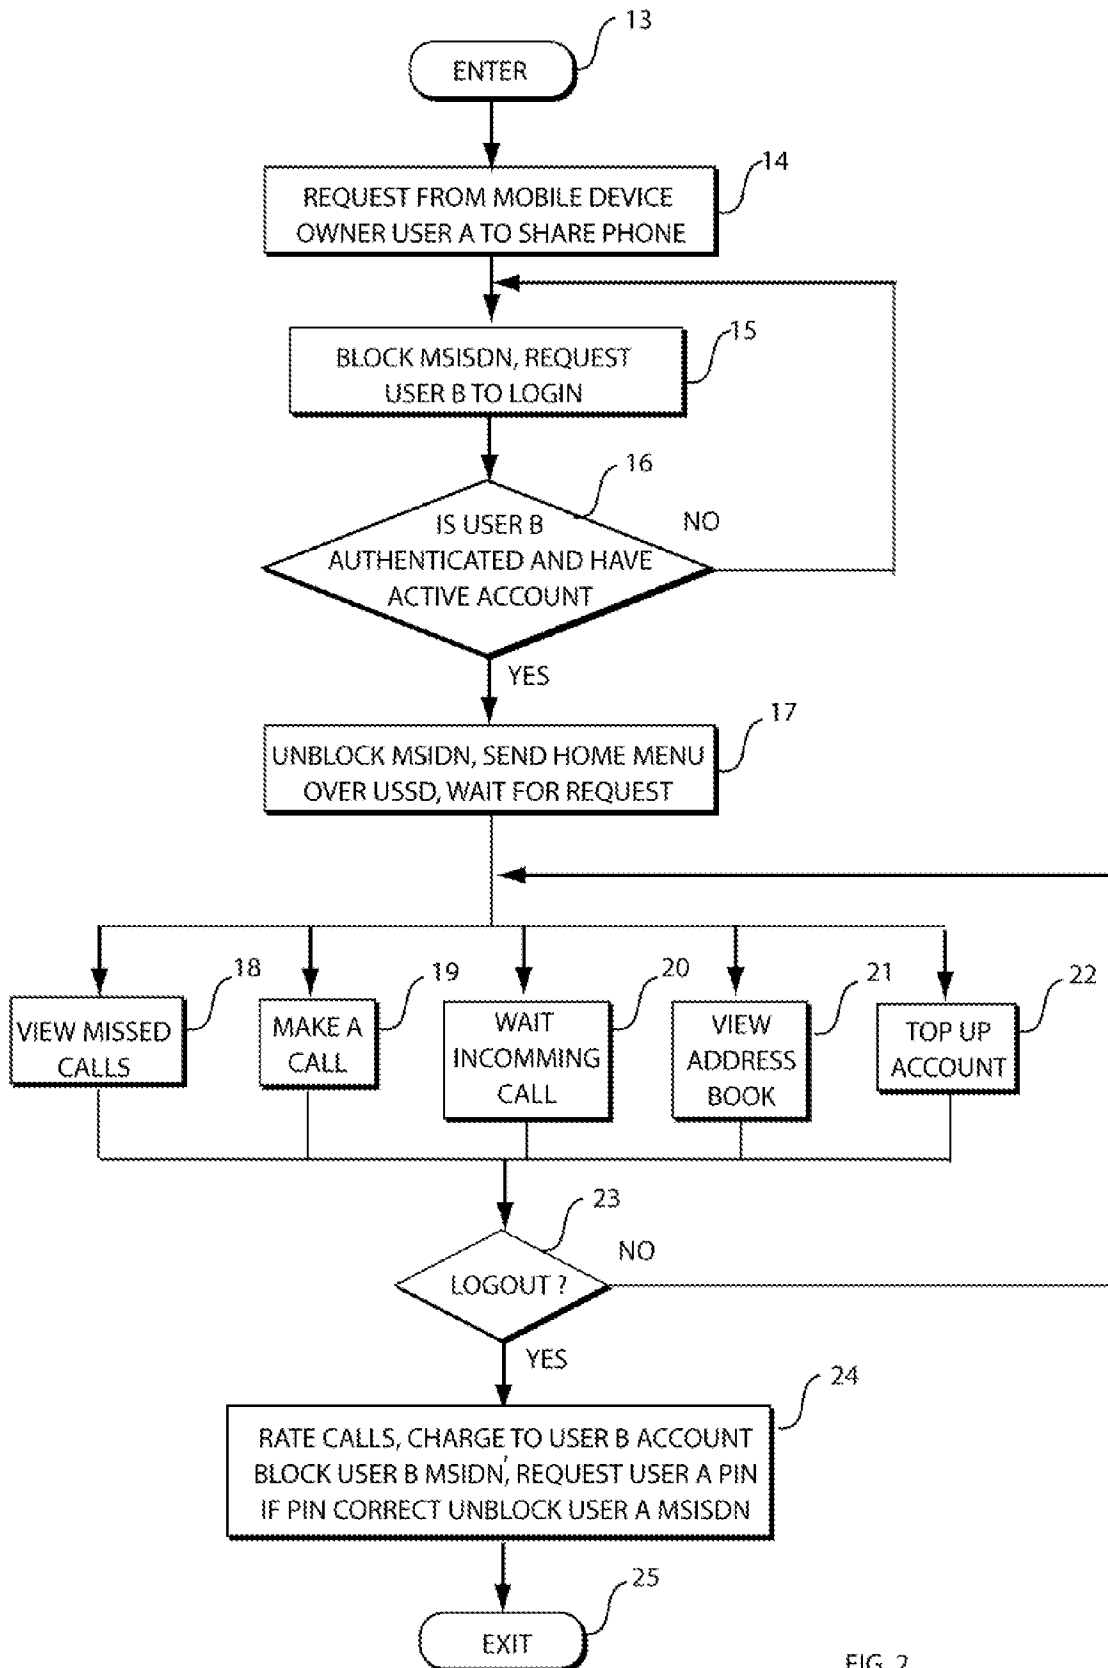 13
ENTER
14
REQUEST FROM MOBILE DEVICE
OWNER USER A TO SHARE PHONE
15
BLOCK MSISDN, REQUEST
USER B TO LOGIN
16
IS USER B
AUTHENTICATED AND HAVE
ACTIVE ACCOUNT
NO
YES
17
UNBLOCK MSIDN, SEND HOME MENU
OVER USSD, WAIT FOR REQUEST
18
VIEW MISSED
CALLS
19
MAKE A
CALL
20
WAIT
INCOMMING
CALL
21
VIEW
ADDRESS
BOOK
22
TOP UP
ACCOUNT
23
LOGOUT ?
NO
YES
24
RATE CALLS, CHARGE TO USER B ACCOUNT
BLOCK USER B MSIDN, REQUEST USER A PIN
IF PIN CORRECT UNBLOCK USER A MSISDN
25
EXIT
FIG. 2